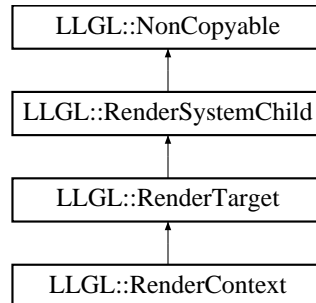 LLGL::NonCopyable
LLGL::RenderSystemChild
LLGL::RenderTarget
LLGL::RenderContext